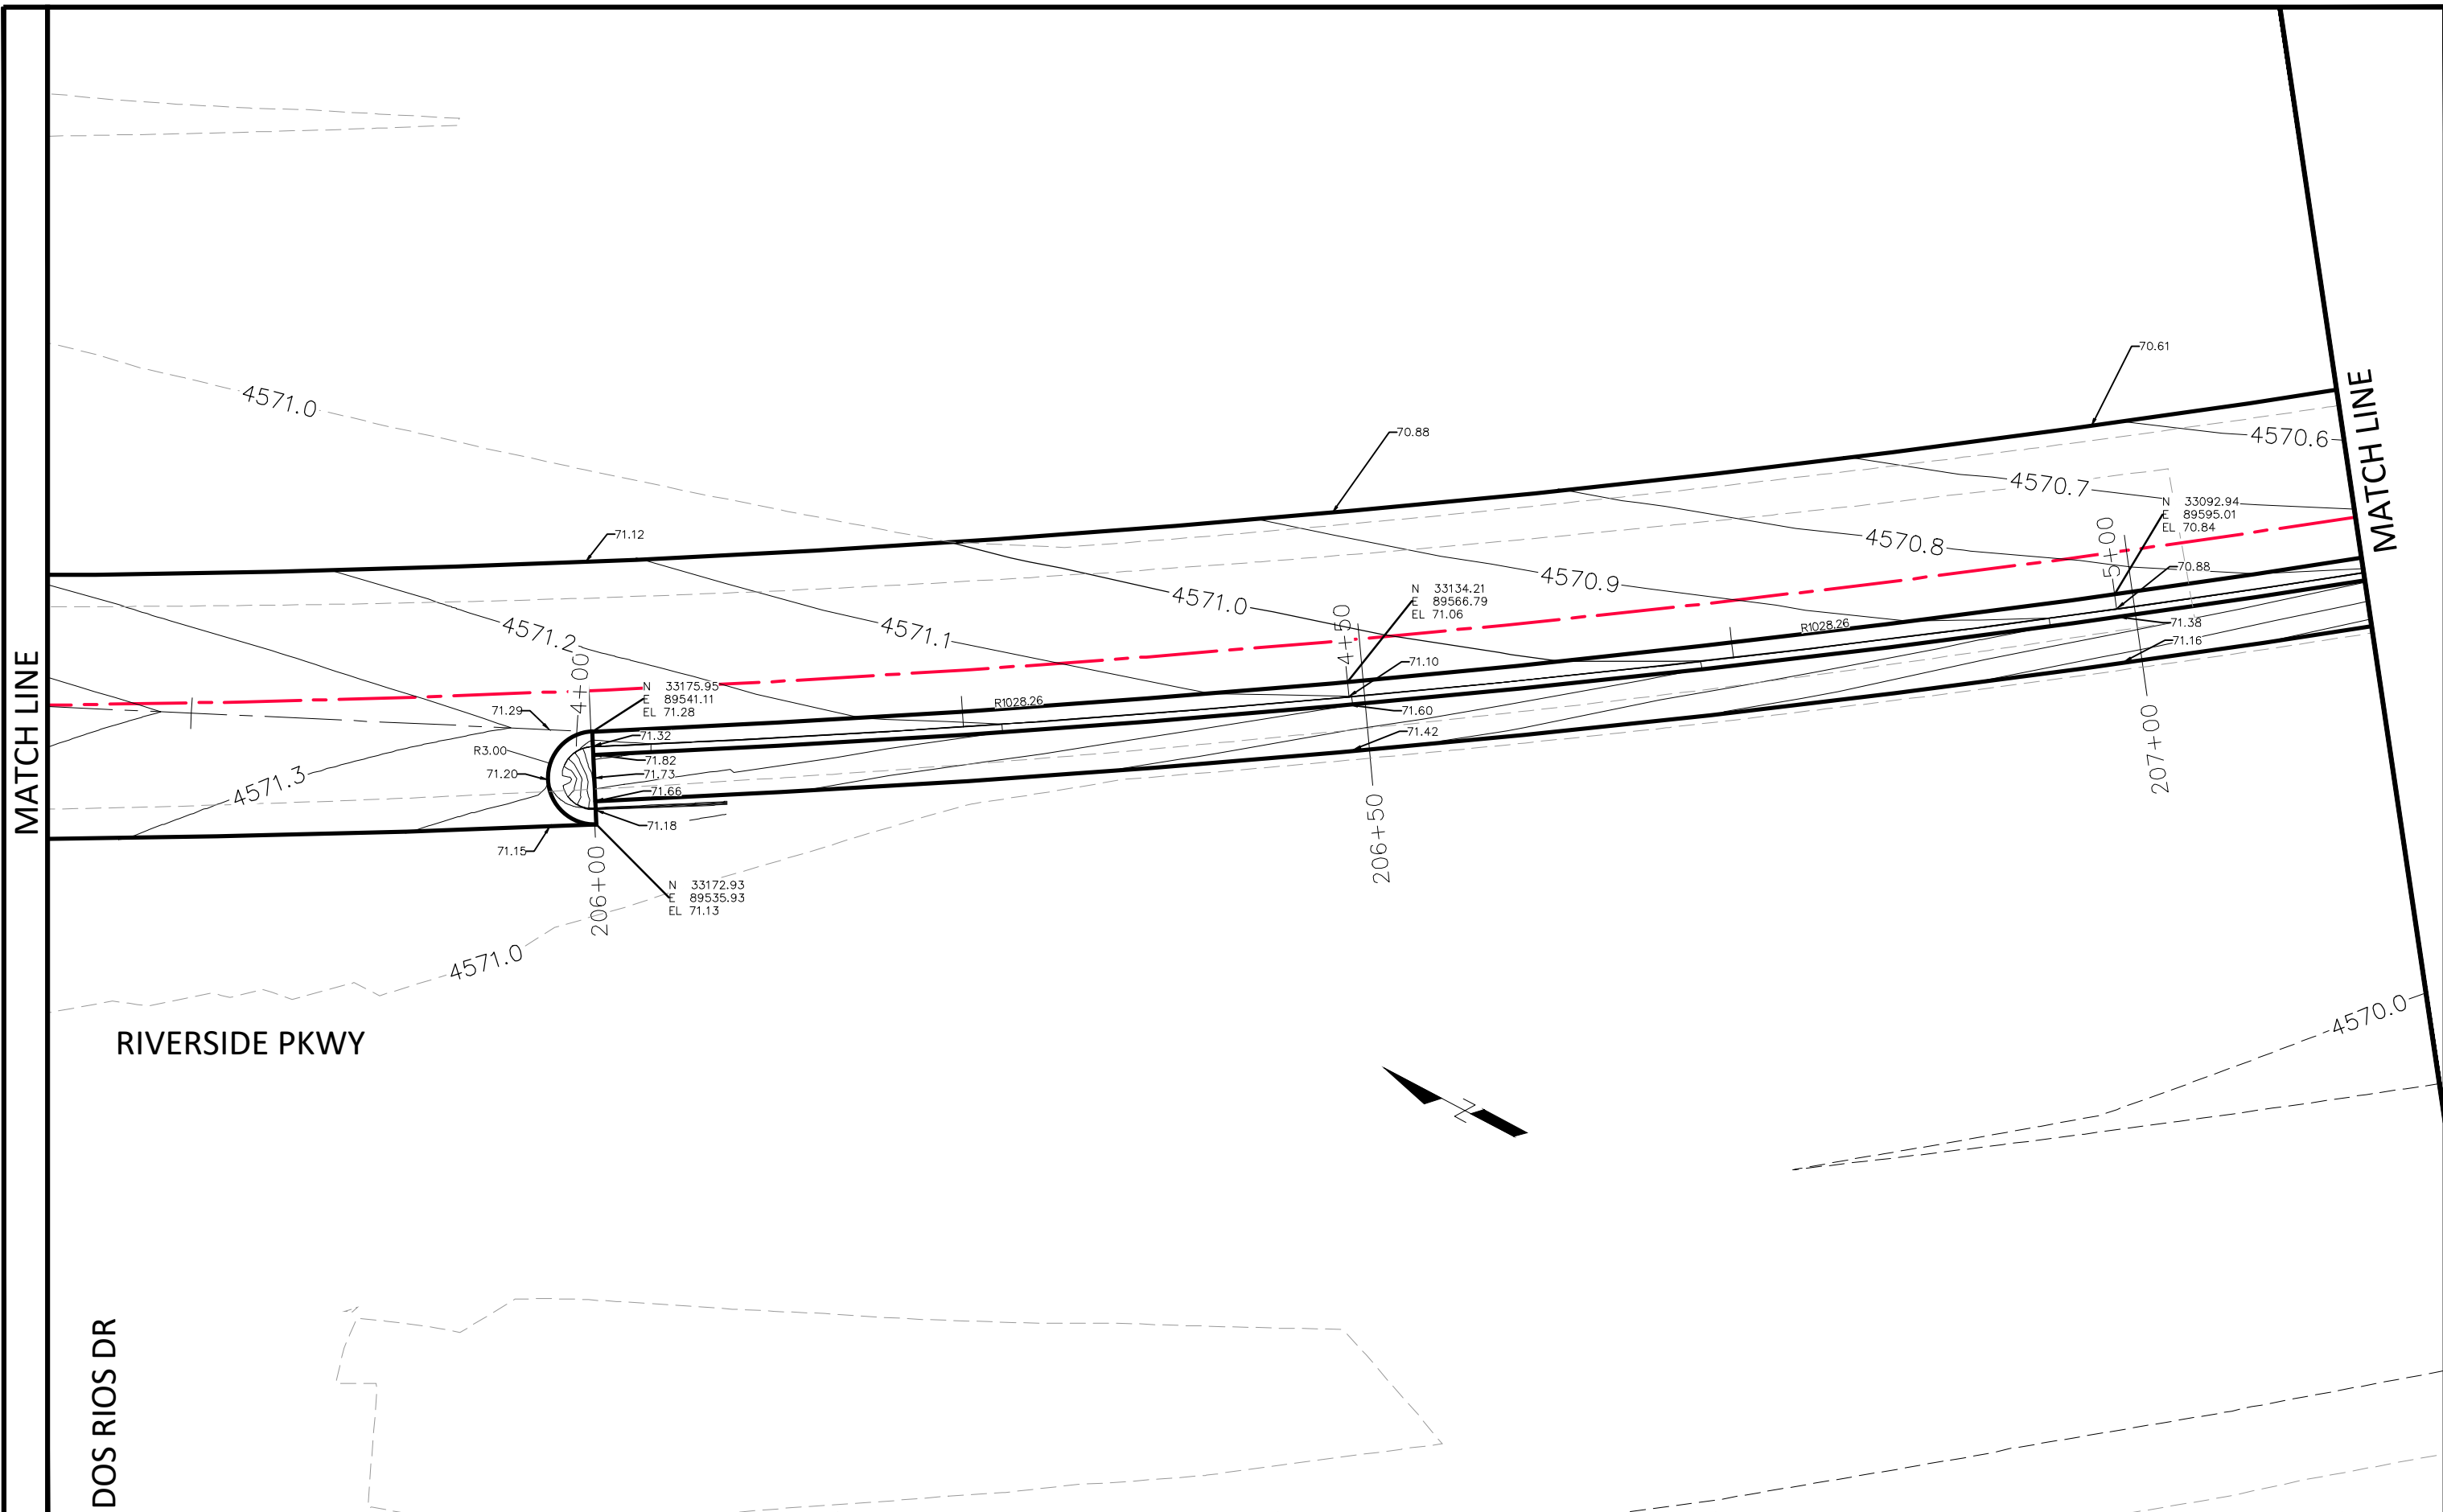 70.61
MATCH LINE
4571.0
70.88
4570.6
4570.7
N 33092.94
E 89595.01
EL 70.84
71.12
4570.8
5+00
70.88
4570.9
4571.0
N 33134.21
E 89566.79
EL 71.06
4+50
4571.2
4571.1
R1028.26
71.38
71.16
71.10
4+00
N 33175.95
E 89541.11
EL 71.28
R1028.26
71.60
71.42
71.29
71.32
R3.00
71.82
71.20
71.73
71.66
4571.3
MATCH LINE
71.18
71.15
206+00
206+50
207+00
N 33172.93
E 89535.93
EL 71.13
4571.0
4570.0
RIVERSIDE PKWY
N
DOS RIOS DR